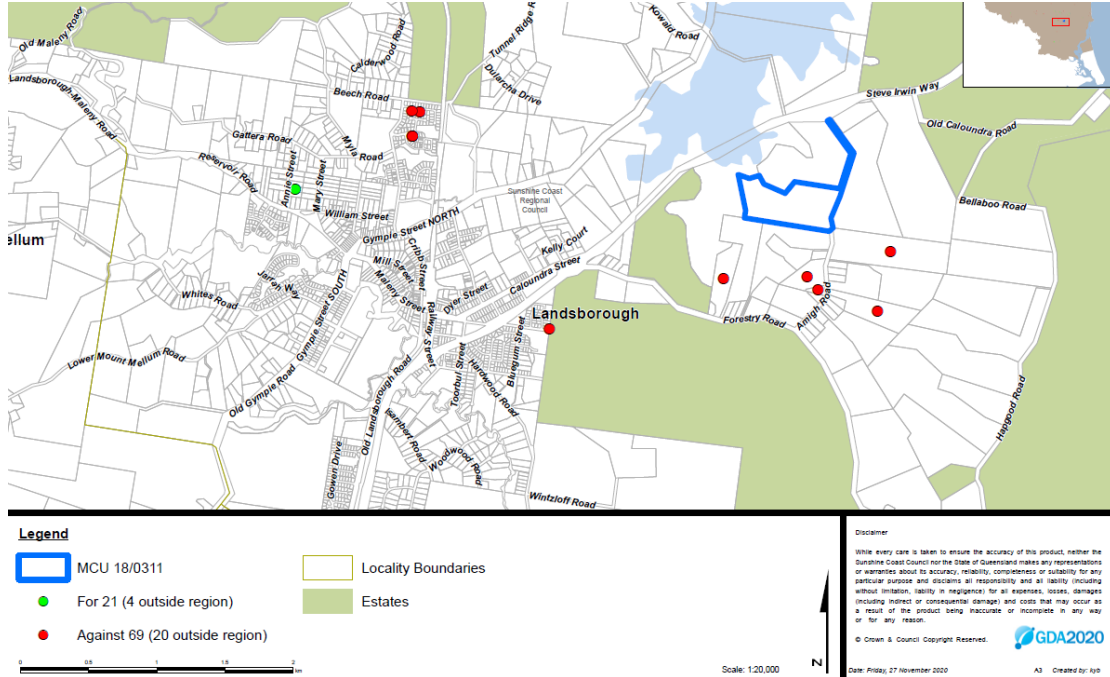 Old Maleny Road
Landsborough-Maleny Road
Calderwood Road
Tunnel Ridge R
Kowald Road
Dularcha Drive
Beech Road
Steve Irwin Way
Old Caloundra Road
Gattera Road
Myla Road
Reservoir Road
Annie Street
Mary Street
William Street
Sunshine Coast
Regional
Council
Bellaboo Road
Gympie Street NORTH
ellum
Cribb Street
Kelly Court
Mill Street
Caloundra Street
Jarrah Way
Maleny Street
Dyer Street
Whites Road
Gympie Street SOUTH
Railway Street
Landsborough
Forestry Road
Amigh Road
Lower Mount Mellum Road
Bluegum Street
Toorbul Street
Hardwood Road
Old Gympie Road
Old Landsborough Road
Hapgood Road
Isambert Road
Woodwood Road
Gowen Drive
Wintzloff Road
Legend
MCU 18/0311
Locality Boundaries
For 21 (4 outside region)
Estates
Against 69 (20 outside region)
0 0.5 1 1.5 2
km
Scale: 1:20,000
N
Disclaimer
While every care is taken to ensure the accuracy of this product, neither the
Sunshine Coast Council nor the State of Queensland makes any representations
or warranties about its accuracy, reliability, completeness or suitability for any
particular purpose and disclaims all responsibility and all liability (including
without limitation, liability in negligence) for all expenses, losses, damages
(including indirect or consequential damage) and costs that may occur as
a result of the product being inaccurate or incomplete in any way
or for any reason.
© Crown & Council Copyright Reserved.
GDA2020
Date: Friday, 27 November 2020
A3
Created by: kyb